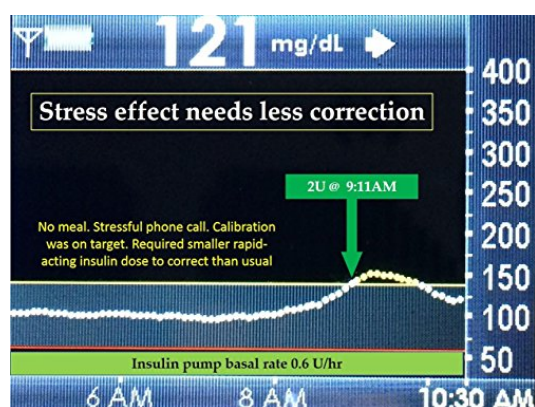 121 mg/dL
400
Stress effect needs less correction
350
300
2U @ 9:11AM
250
No meal. Stressful phone call. Calibration
was on target. Required smaller rapid-
acting insulin dose to correct than usual
200
150
100
Insulin pump basal rate 0.6 U/hr
50
6 AM 8 AM 10:30 AM